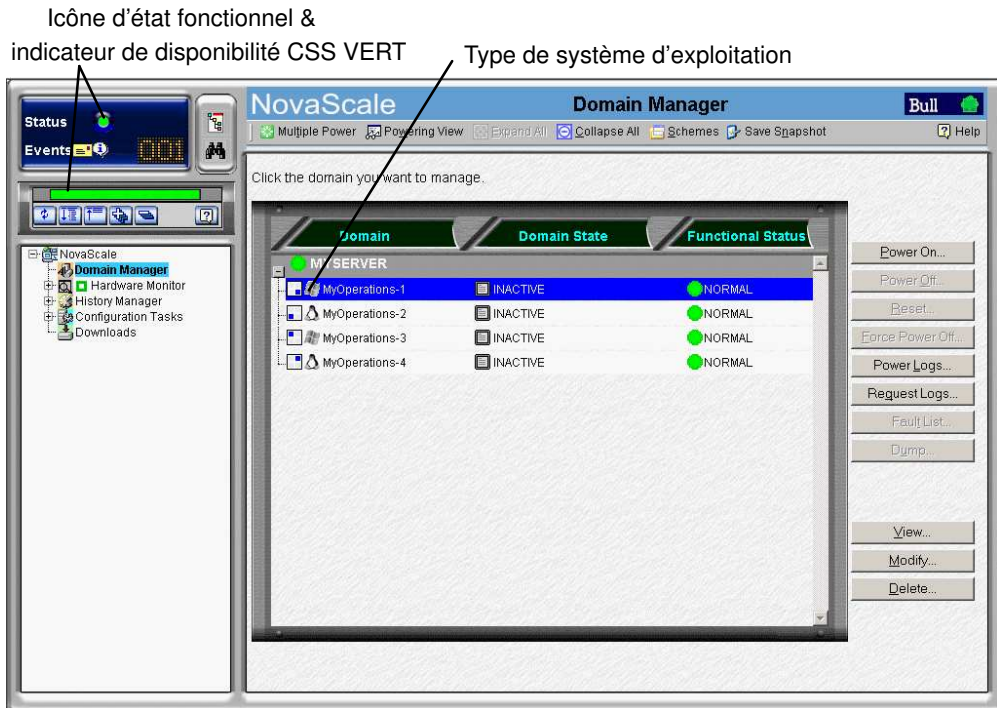 Icône d'état fonctionnel &
indicateur de disponibilité CSS VERT
Type de système d'exploitation
Status
Events
001
NovaScale
Domain Manager
Bull
Multiple Power
Powering View
Expand All
Collapse All
Schemes
Save Snapshot
Help
Click the domain you want to manage.
NovaScale
Domain Manager
Hardware Monitor
History Manager
Configuration Tasks
Downloads
Domain
Domain State
Functional Status
MYSERVER
MyOperations-1
INACTIVE
NORMAL
MyOperations-2
INACTIVE
NORMAL
MyOperations-3
INACTIVE
NORMAL
MyOperations-4
INACTIVE
NORMAL
Power On...
Power Off...
Reset...
Force Power Off...
Power Logs...
Request Logs...
Fault List...
Dump...
View...
Modify...
Delete...